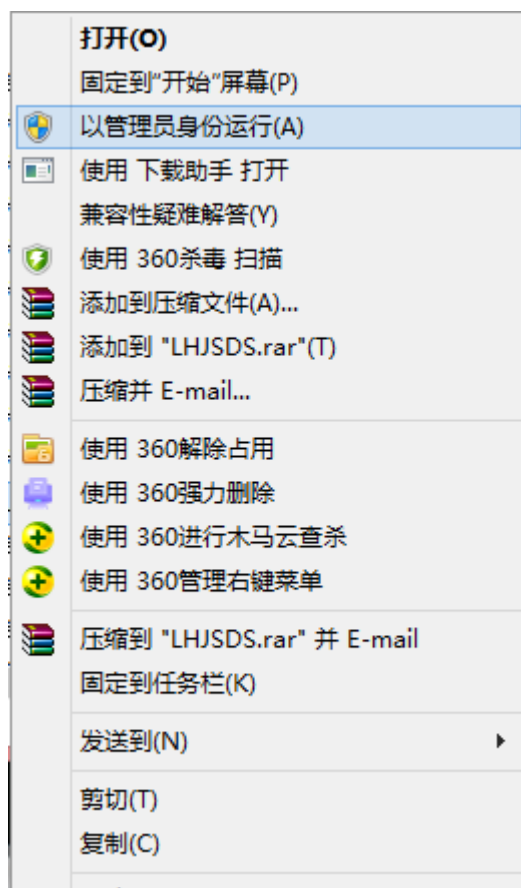 打开(O)
固定到"开始"屏幕(P)
以管理员身份运行(A)
使用 下载助手 打开
兼容性疑难解答(Y)
使用 360杀毒 扫描
添加到压缩文件(A)...
添加到 "LHJSDS.rar"(T)
压缩并 E-mail...
使用 360解除占用
使用 360强力删除
使用 360进行木马云查杀
使用 360管理右键菜单
压缩到 "LHJSDS.rar" 并 E-mail
固定到任务栏(K)
发送到(N)
剪切(T)
复制(C)